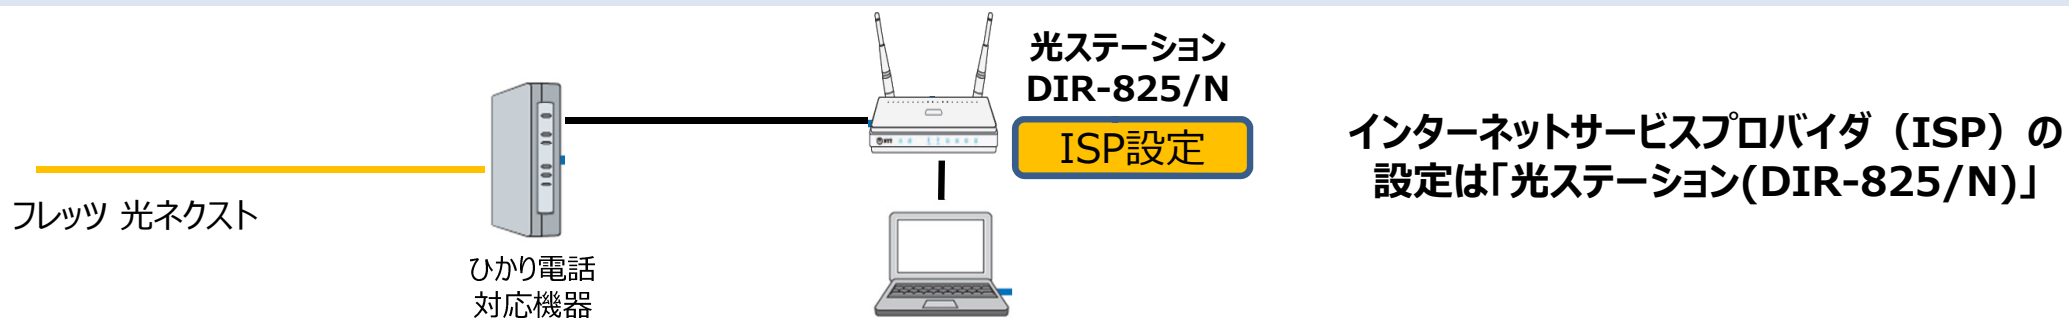 光ステーション
DIR-825/N
ISP設定
インターネットサービスプロバイダ（ISP）の
設定は「光ステーション(DIR-825/N)」
フレッツ 光ネクスト
ひかり電話
対応機器
NTT